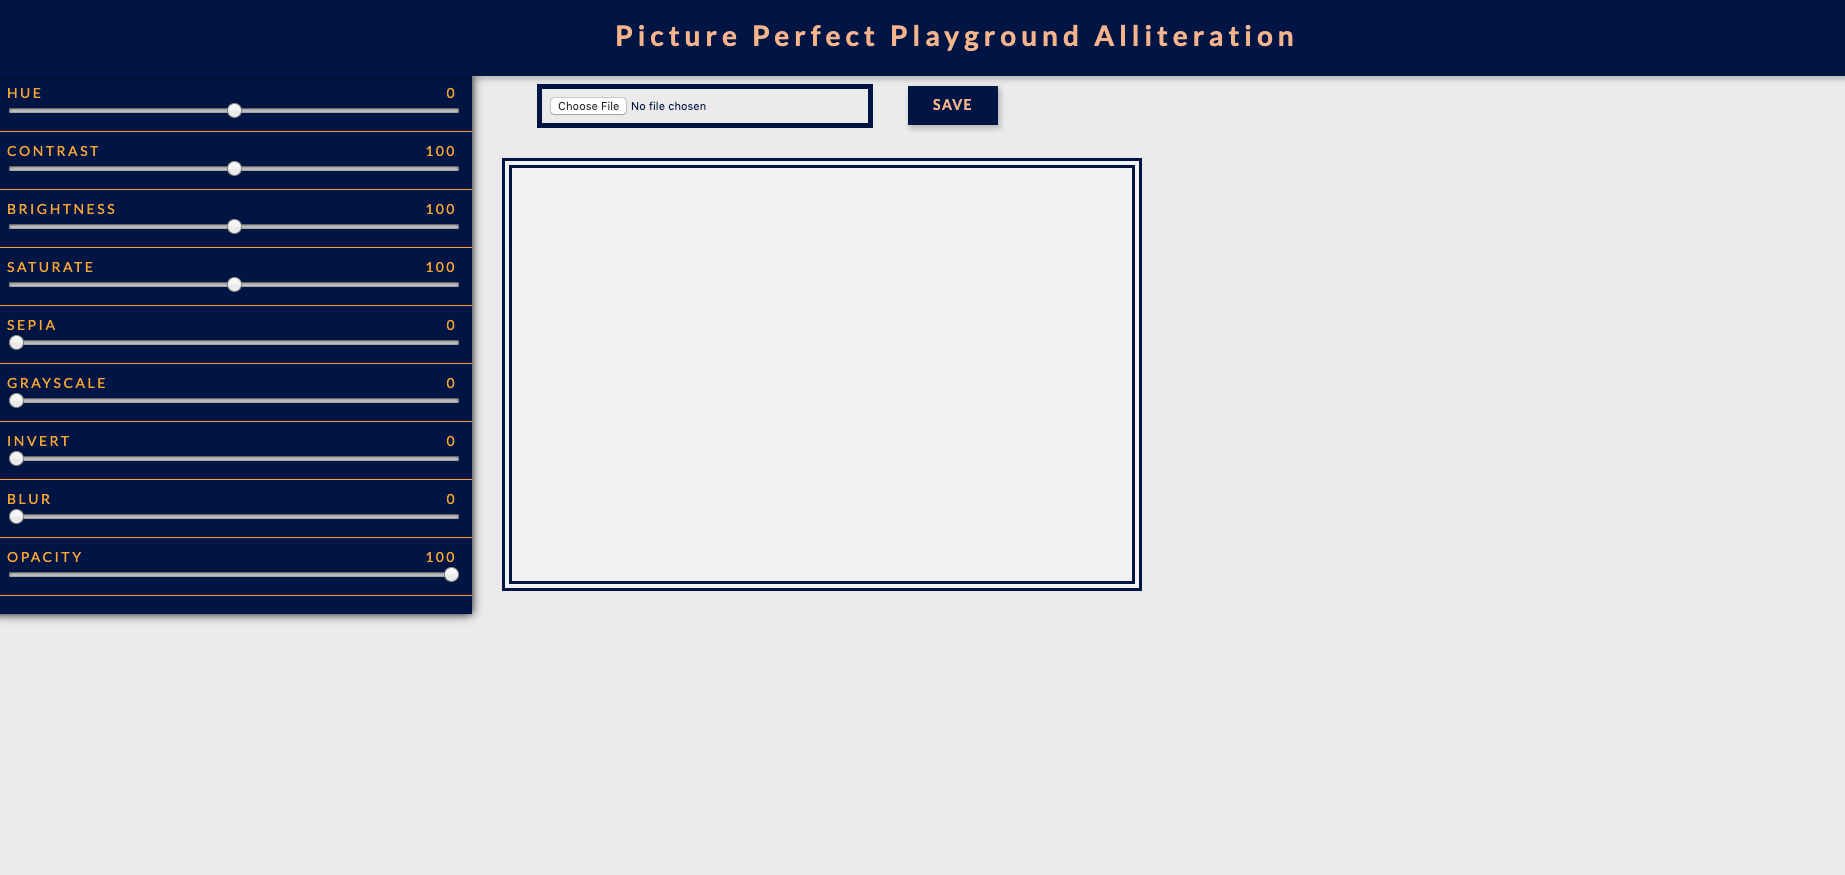 Picture Perfect Playground Alliteration
HUE 0
CONTRAST 100
BRIGHTNESS 100
SATURATE 100
SEPIA 0
GRAYSCALE 0
INVERT 0
BLUR 0
OPACITY 100
Choose File No file chosen
SAVE